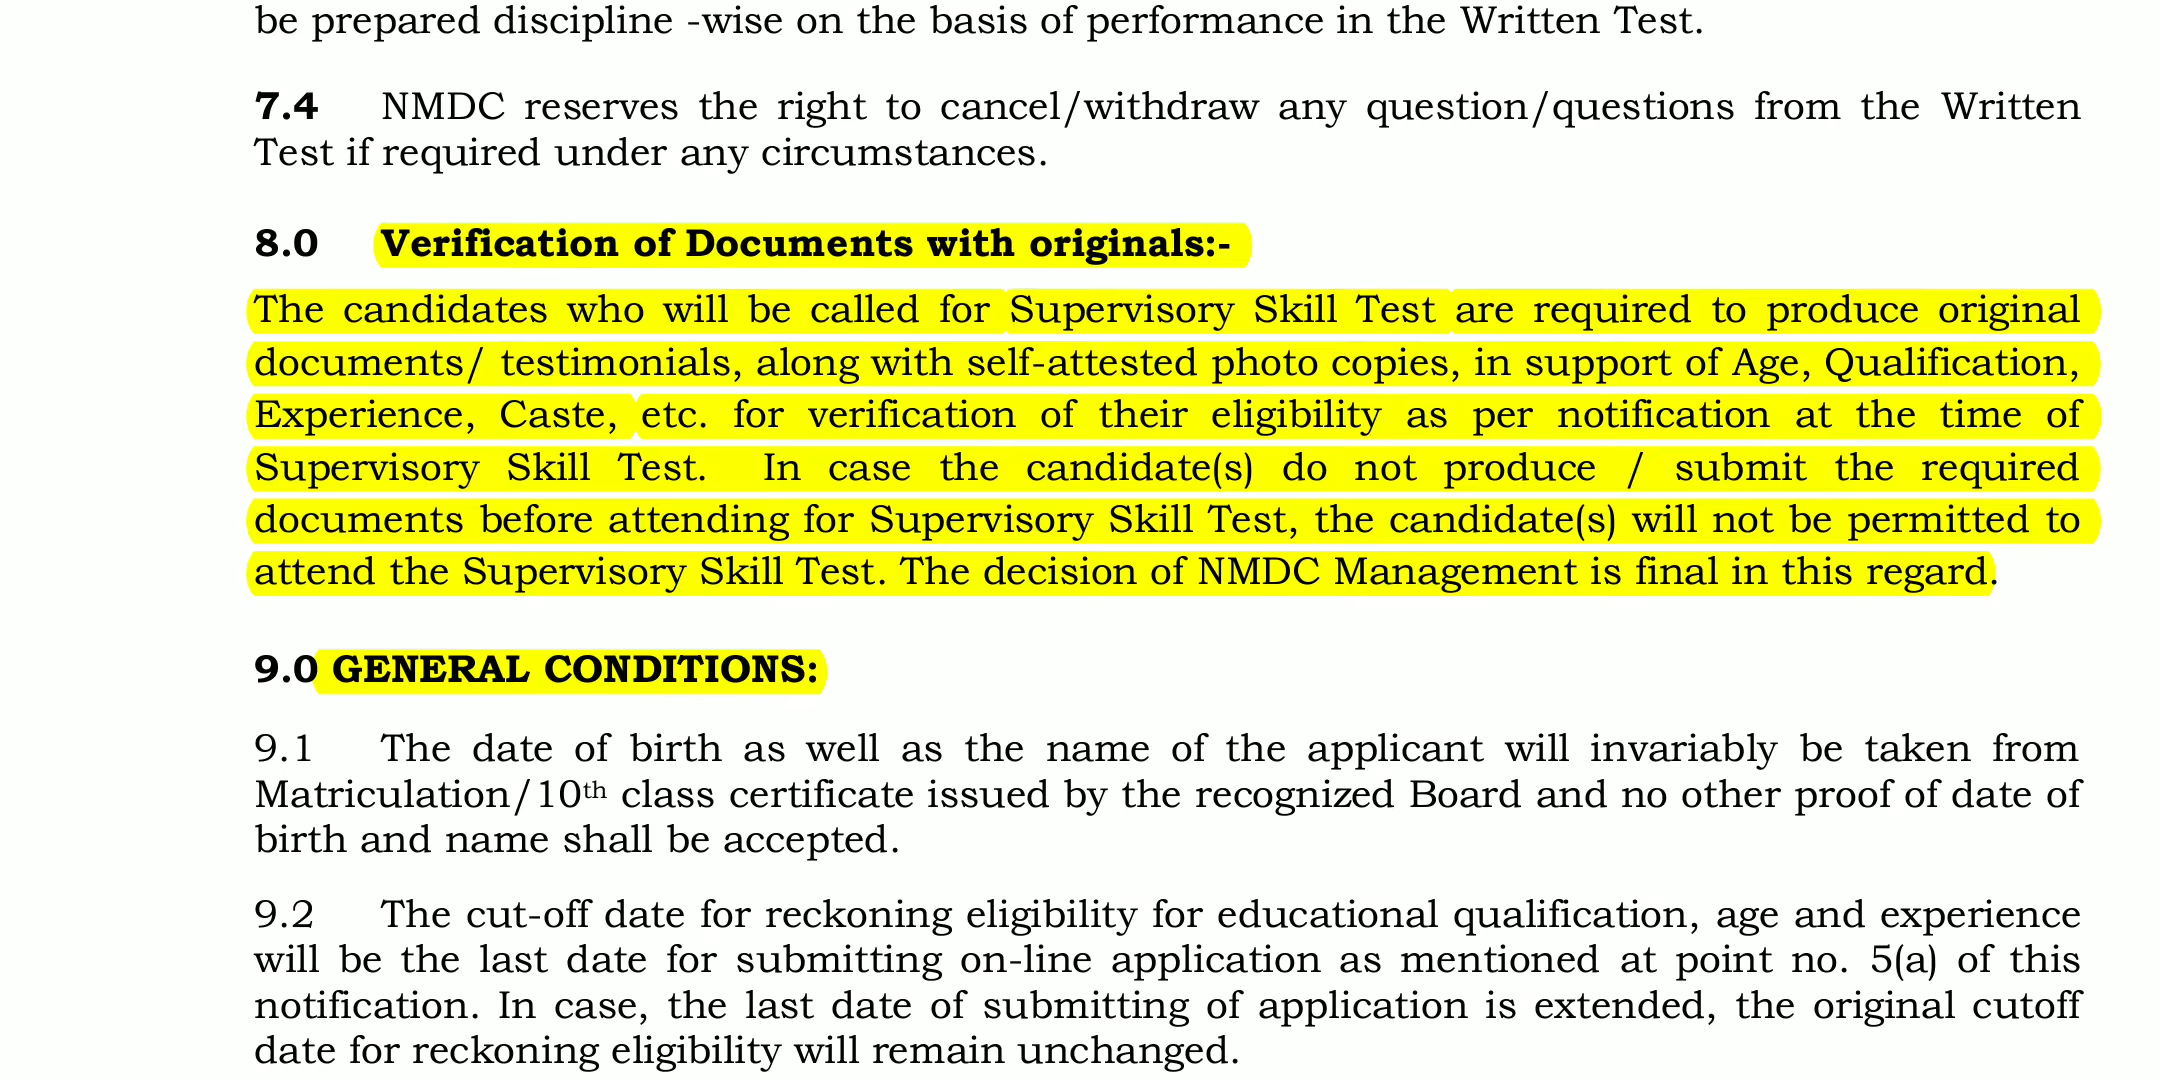 be prepared discipline -wise on the basis of performance in the Written Test.
7.4 NMDC reserves the right to cancel/withdraw any question/questions from the Written
Test if required under any circumstances.
8.0 Verification of Documents with originals:-
The candidates who will be called for Supervisory Skill Test are required to produce original
documents/ testimonials, along with self-attested photo copies, in support of Age, Qualification,
Experience, Caste, etc. for verification of their eligibility as per notification at the time of
Supervisory Skill Test. In case the candidate(s) do not produce / submit the required
documents before attending for Supervisory Skill Test, the candidate(s) will not be permitted to
attend the Supervisory Skill Test. The decision of NMDC Management is final in this regard.
9.0 GENERAL CONDITIONS:
9.1 The date of birth as well as the name of the applicant will invariably be taken from
Matriculation/10th class certificate issued by the recognized Board and no other proof of date of
birth and name shall be accepted.
9.2 The cut-off date for reckoning eligibility for educational qualification, age and experience
will be the last date for submitting on-line application as mentioned at point no. 5(a) of this
notification. In case, the last date of submitting of application is extended, the original cutoff
date for reckoning eligibility will remain unchanged.